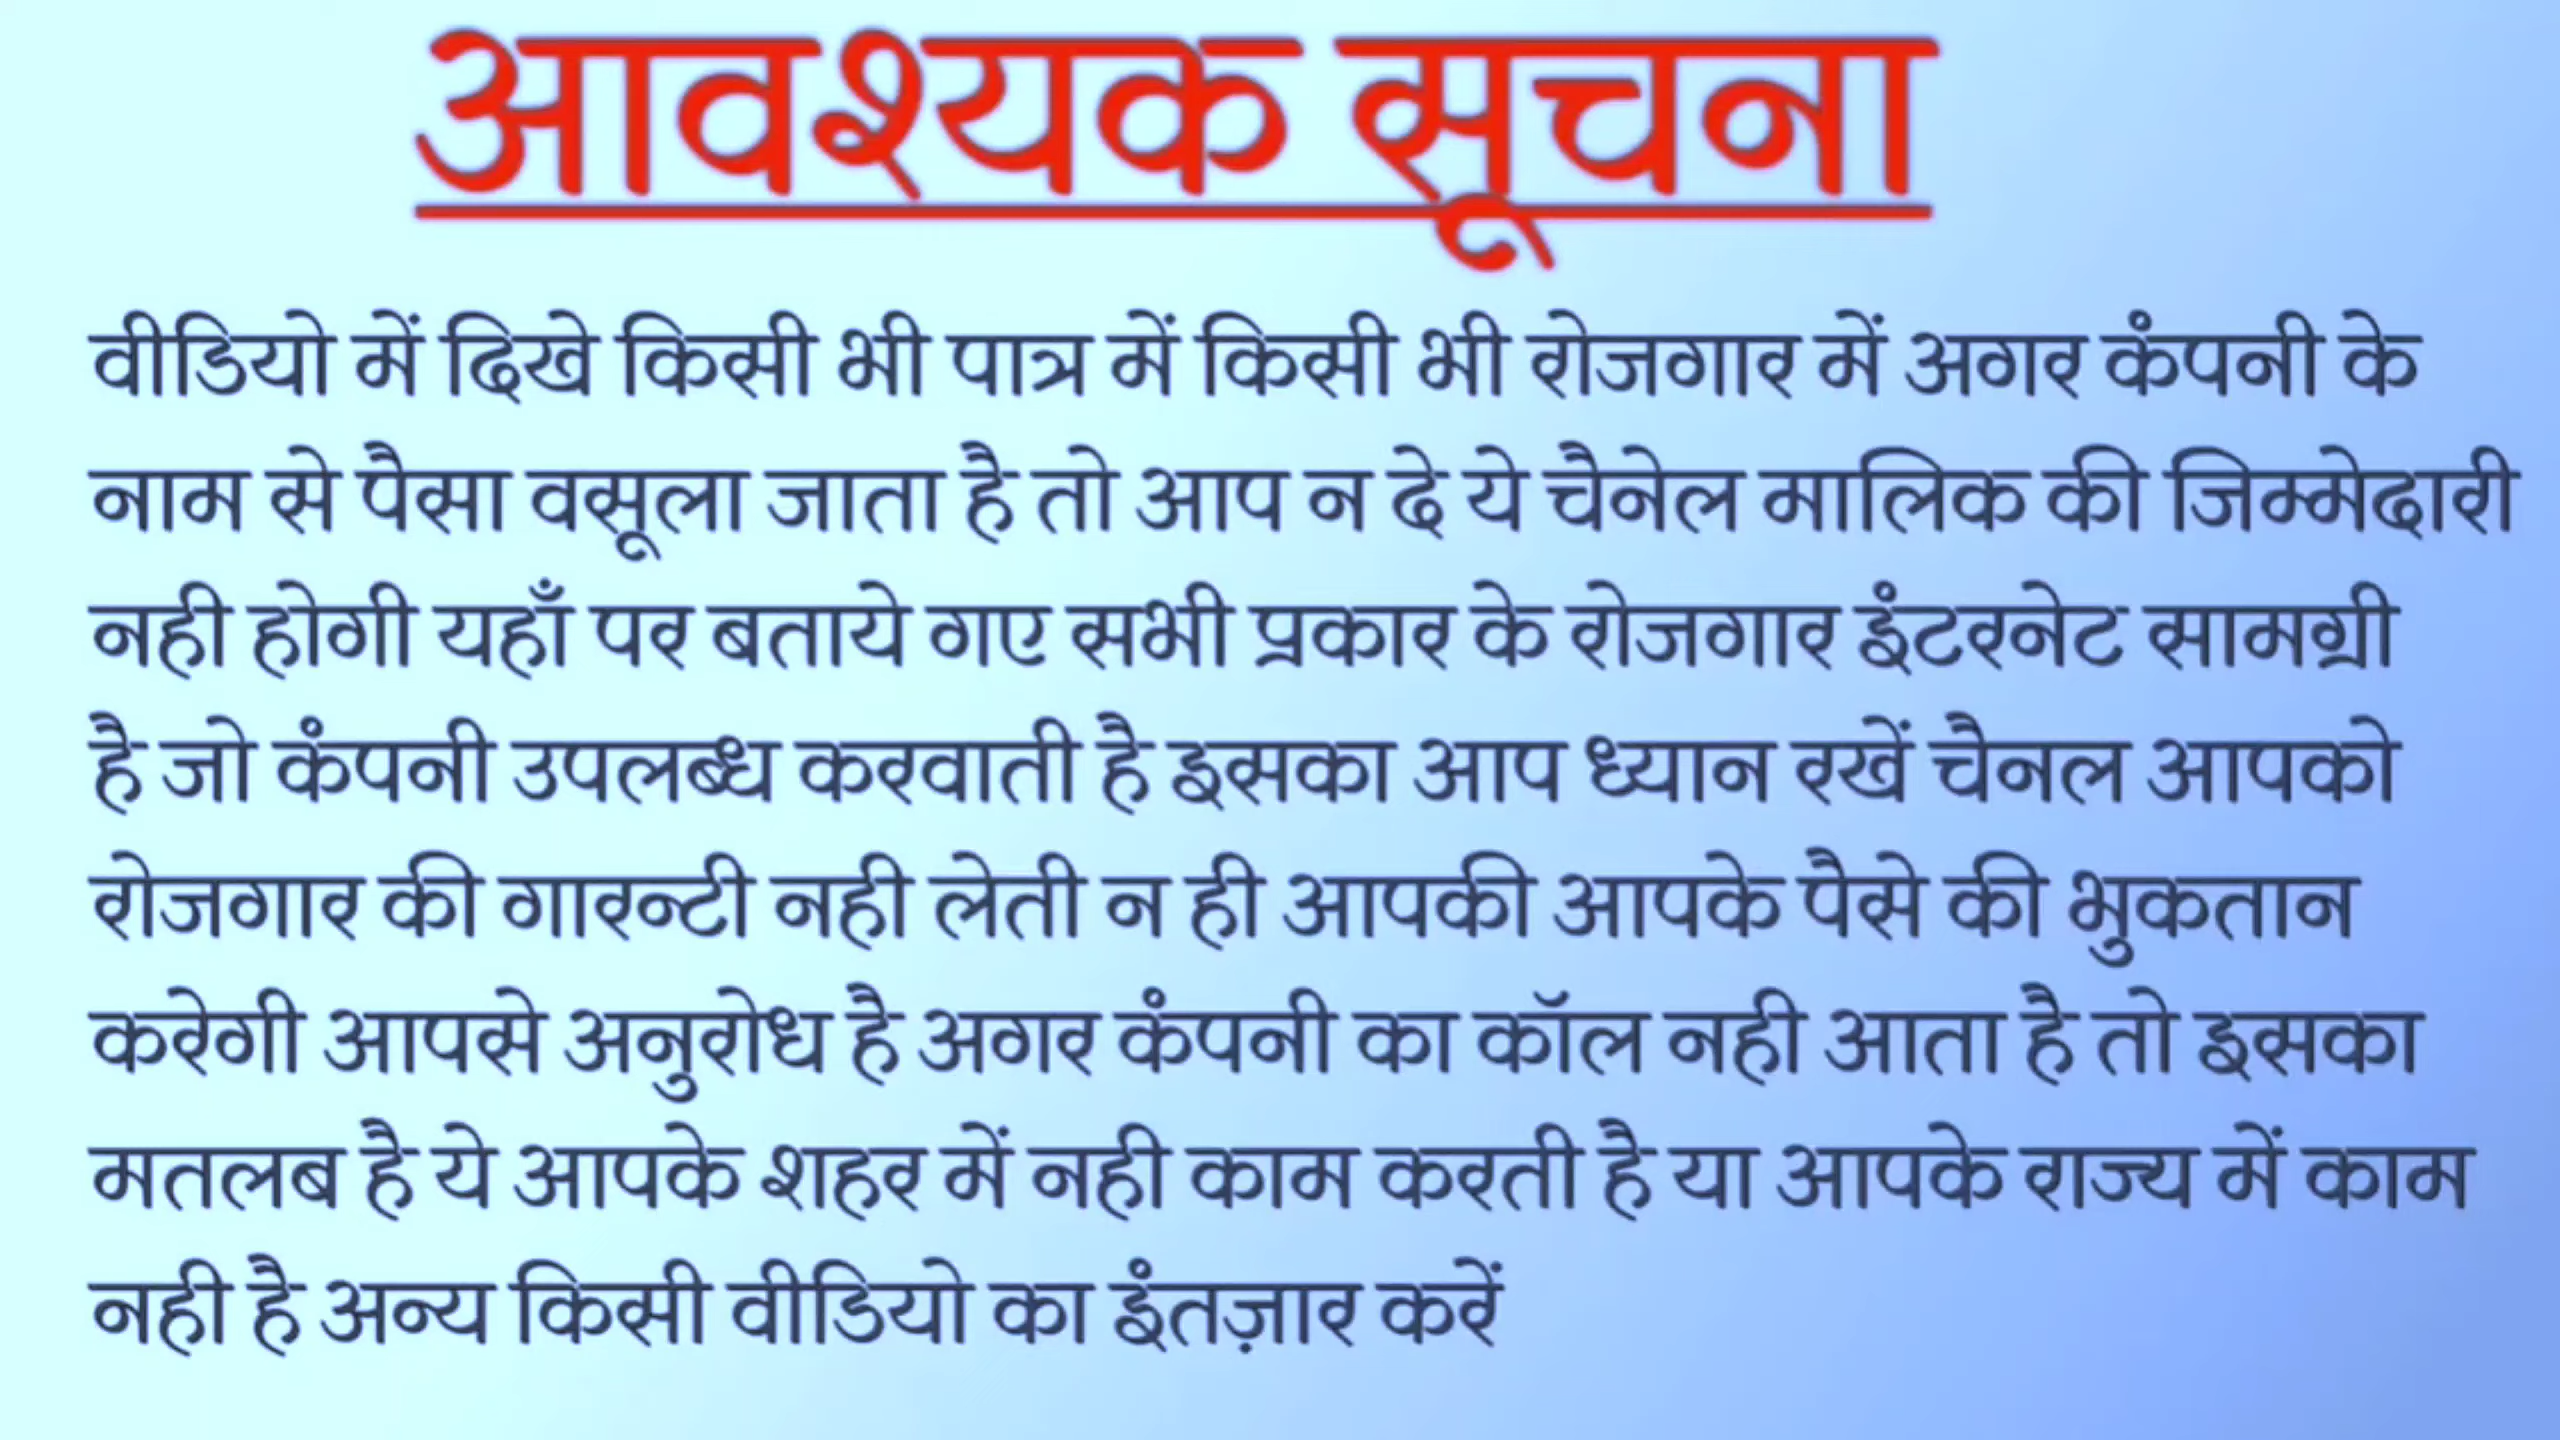 आवश्यक सूचना
वीडियो में दिखे किसी भी पात्र में किसी भी रोजगार में अगर कंपनी के
नाम से पैसा वसूला जाता है तो आप न दे ये चैनेल मालिक की जिम्मेदारी
नही होगी यहाँ पर बताये गए सभी प्रकार के रोजगार इंटरनेट सामग्री
है जो कंपनी उपलब्ध करवाती है इसका आप ध्यान रखें चैनल आपको
रोजगार की गारन्टी नही लेती न ही आपकी आपके पैसे की भुकतान
करेगी आपसे अनुरोध है अगर कंपनी का कॉल नही आता है तो इसका
मतलब है ये आपके शहर में नही काम करती है या आपके राज्य में काम
नही है अन्य किसी वीडियो का इंतज़ार करें